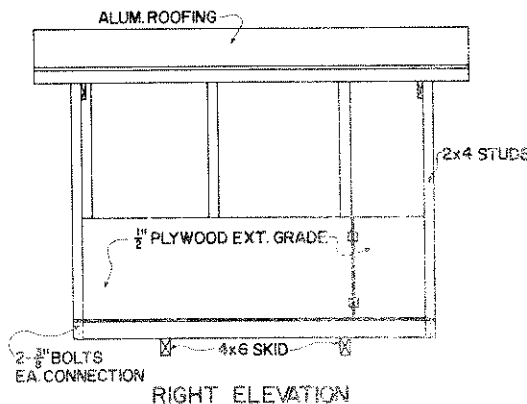 ALUM. ROOFING
2x4 STUDS
1/2" PLYWOOD EXT. GRADE
2-3/8" BOLTS
EA. CONNECTION
4x6 SKID
RIGHT ELEVATION